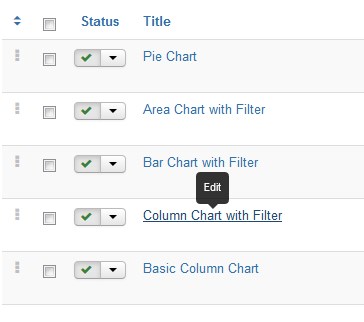 Status Title
Pie Chart
Area Chart with Filter
Bar Chart with Filter
Edit
Column Chart with Filter
Basic Column Chart